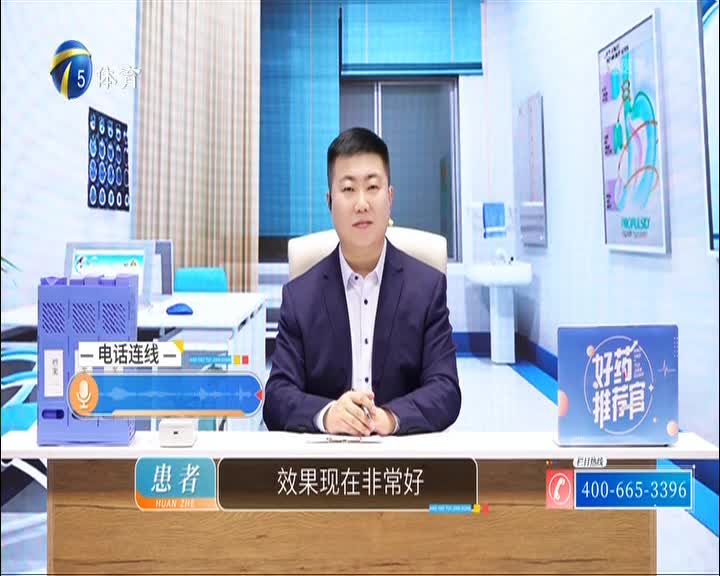 5 体育
PROPULSID
电话连线
好药
推荐官
患者
HUAN ZHE
效果现在非常好
栏目热线
400-665-3396